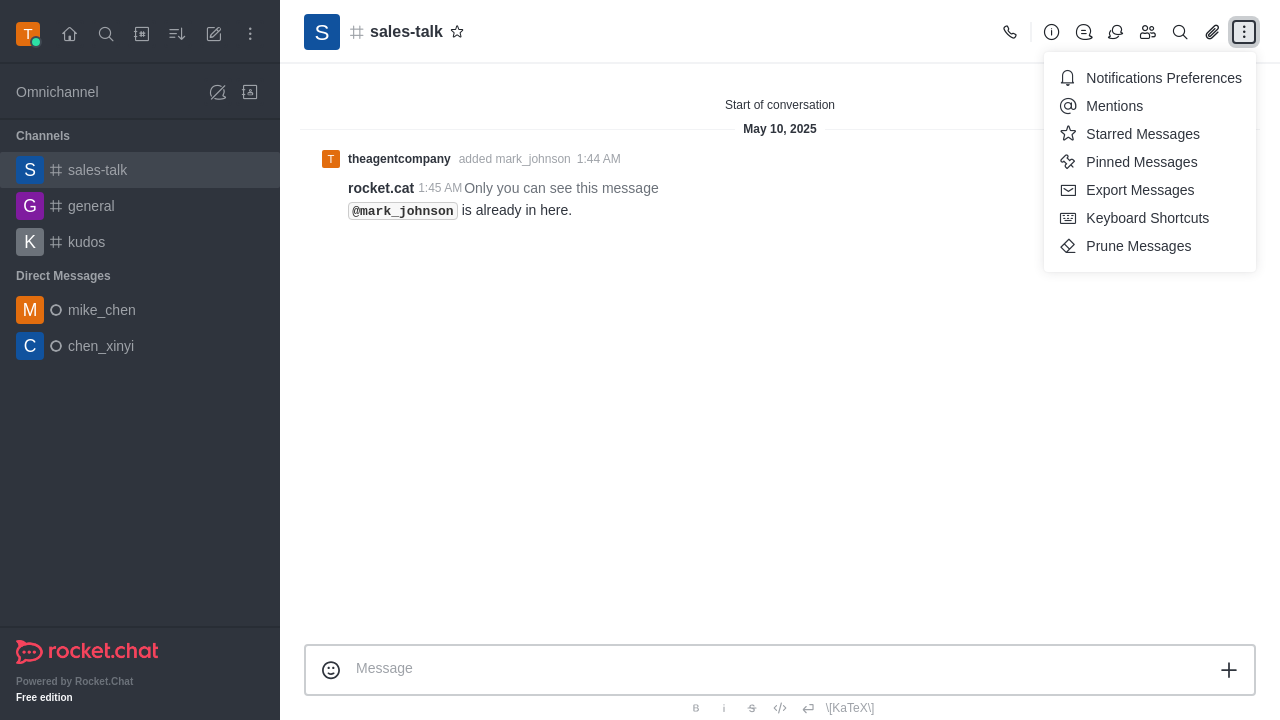 T
Omnichannel
Channels
S sales-talk
G general
K kudos
Direct Messages
M mike_chen
C chen_xinyi
rocket.chat
Powered by Rocket.Chat
Free edition
S sales-talk
Start of conversation
May 10, 2025
T theagentcompany added mark_johnson 1:44 AM
rocket.cat 1:45 AM Only you can see this message
@mark_johnson is already in here.
Notifications Preferences
Mentions
Starred Messages
Pinned Messages
Export Messages
Keyboard Shortcuts
Prune Messages
Message
B i S </> \[KaTeX\]